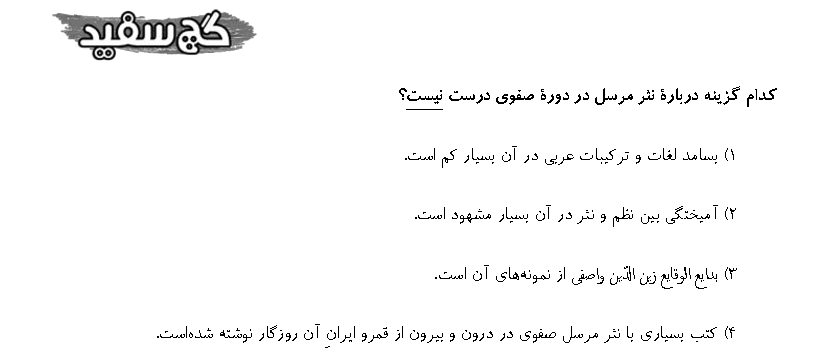 گچ سفید
کدام گزینه دربارهٔ نثر مرسل در دورهٔ صفوی درست نیست؟
۱) بسامد لغات و ترکیبات عربی در آن بسیار کم است.
۲) آمیختگی بین نظم و نثر در آن بسیار مشهود است.
۳) بدایع الوقایع زین الدّین واصفی از نمونه‌های آن است.
۴) کتب بسیاری با نثر مرسل صفوی در درون و بیرون از قمرو ایران آن روزگار نوشته شده‌است.